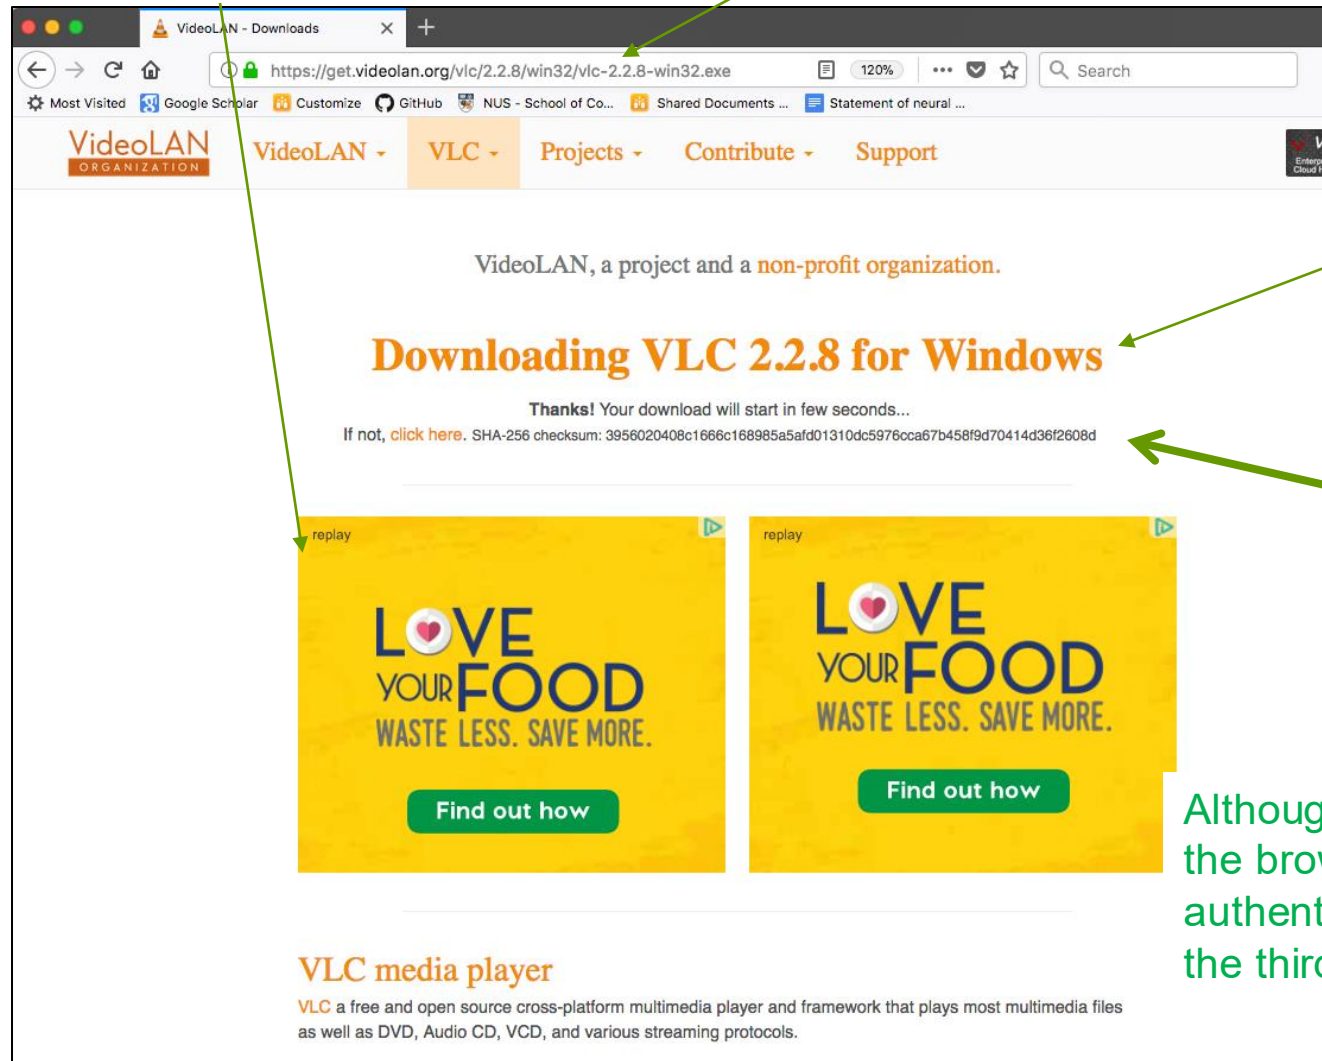 VideoLAN - Downloads
https://get.videolan.org/vlc/2.2.8/win32/vlc-2.2.8-win32.exe
120%
Search
Most Visited Google Scholar Customize GitHub NUS - School of Co... Shared Documents ... Statement of neural ...
VideoLAN
ORGANIZATION
VideoLAN VLC Projects Contribute Support
VideoLAN, a project and a non-profit organization.
Downloading VLC 2.2.8 for Windows
Thanks! Your download will start in few seconds...
If not, click here. SHA-256 checksum: 3956020408c1666c168985a5afd01310dc5976cca67b458f9d70414d36f2608d
replay
LOVE
YOUR FOOD
WASTE LESS. SAVE MORE.
Find out how
replay
LOVE
YOUR FOOD
WASTE LESS. SAVE MORE.
Find out how
the
VLC media player
VLC a free and open source cross-platform multimedia player and framework that plays most multimedia files
as well as DVD, Audio CD, VCD, and various streaming protocols.